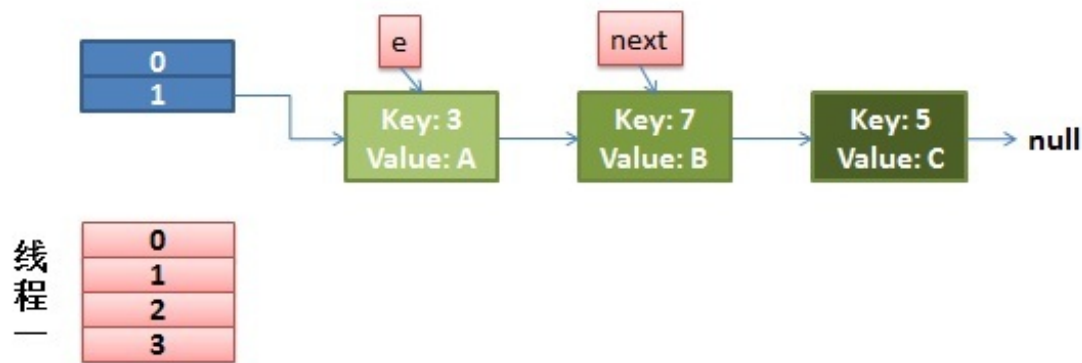 e
next
0
1
Key: 3
Value: A
Key: 7
Value: B
Key: 5
Value: C
null
线程一
0
1
2
3